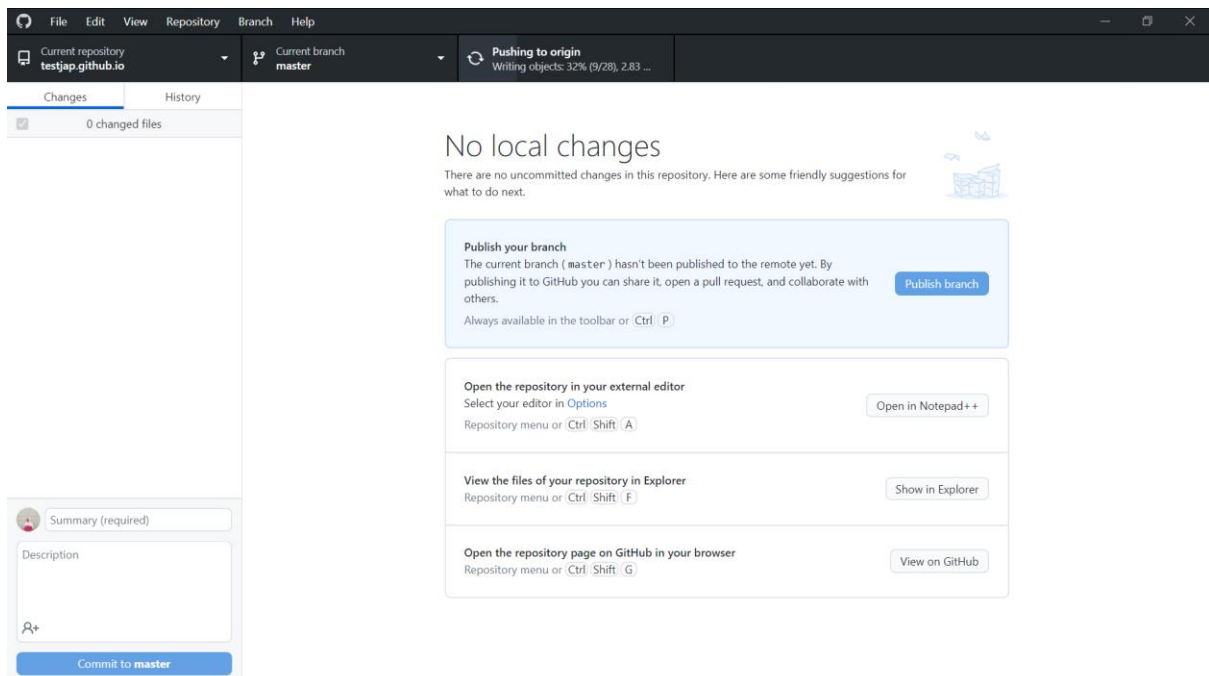 File Edit View Repository Branch Help
Current repository
testjap.github.io
Current branch
master
Pushing to origin
Writing objects: 32% (9/28), 2.83 ...
Changes History
0 changed files
No local changes
There are no uncommitted changes in this repository. Here are some friendly suggestions for
what to do next.
Publish your branch
The current branch ( master ) hasn't been published to the remote yet. By
publishing it to GitHub you can share it, open a pull request, and collaborate with
others.
Always available in the toolbar or Ctrl P
Publish branch
Open the repository in your external editor
Select your editor in Options
Repository menu or Ctrl Shift A
Open in Notepad++
View the files of your repository in Explorer
Repository menu or Ctrl Shift F
Show in Explorer
Open the repository page on GitHub in your browser
Repository menu or Ctrl Shift G
View on GitHub
Summary (required)
Description
Commit to master